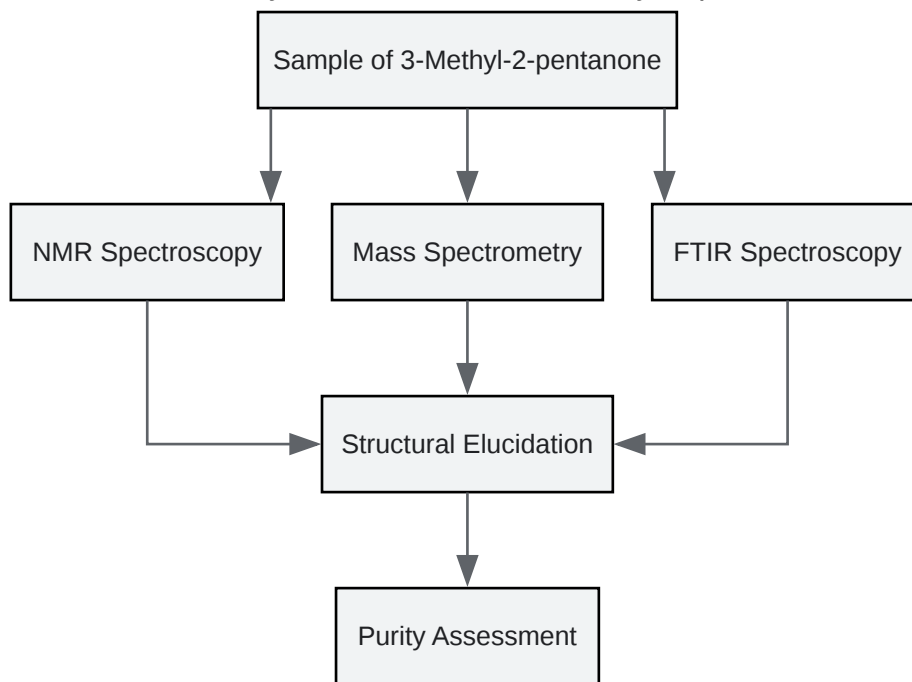 Sample of 3-Methyl-2-pentanone
NMR Spectroscopy
Mass Spectrometry
FTIR Spectroscopy
Structural Elucidation
Purity Assessment